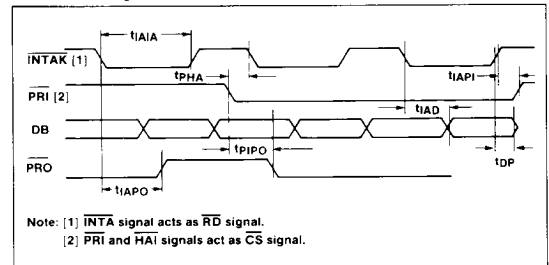 tIAIA
INTAK [1]
tPHA
tIAPI
PRI [2]
tIAD
DB
tPIPO
tDP
PRO
tIAPO
Note: [1] INTA signal acts as RD signal.
[2] PRI and HAI signals act as CS signal.